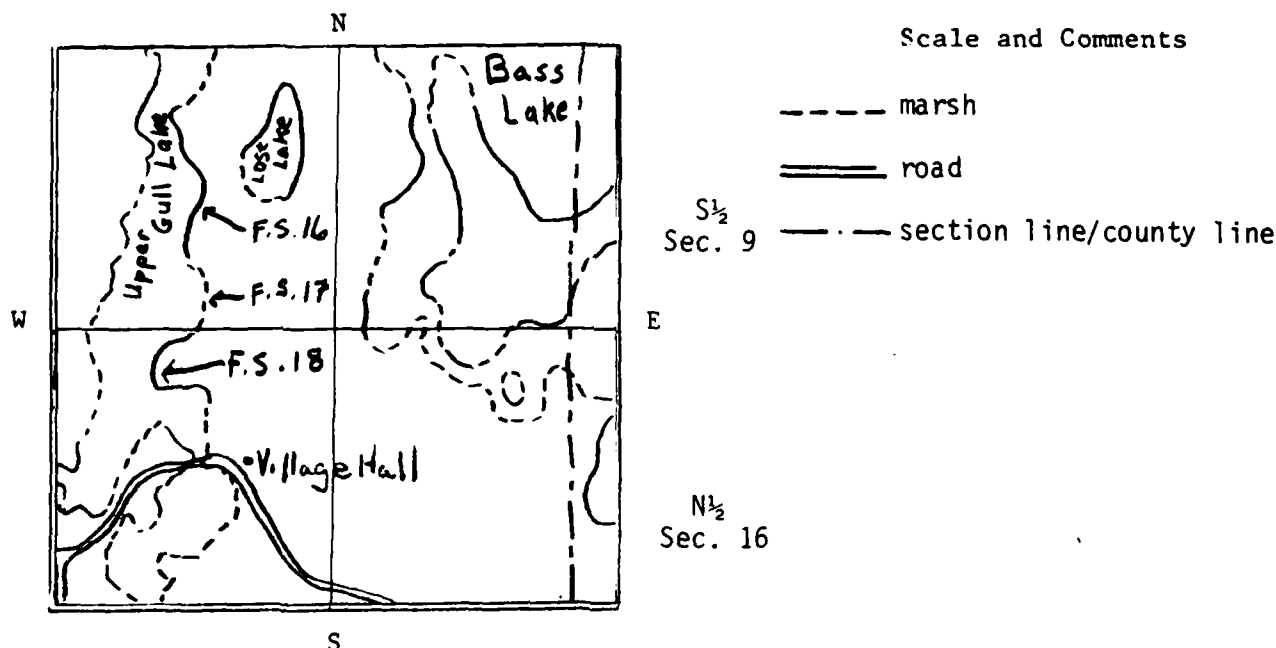 N
Scale and Comments
Bass
Lake
marsh
Upper
Gull Lake
Lost
Lake
road
F.S.16
S½
Sec. 9
section line/county line
F.S.17
W
E
F.S.18
Village Hall
N½
Sec. 16
S